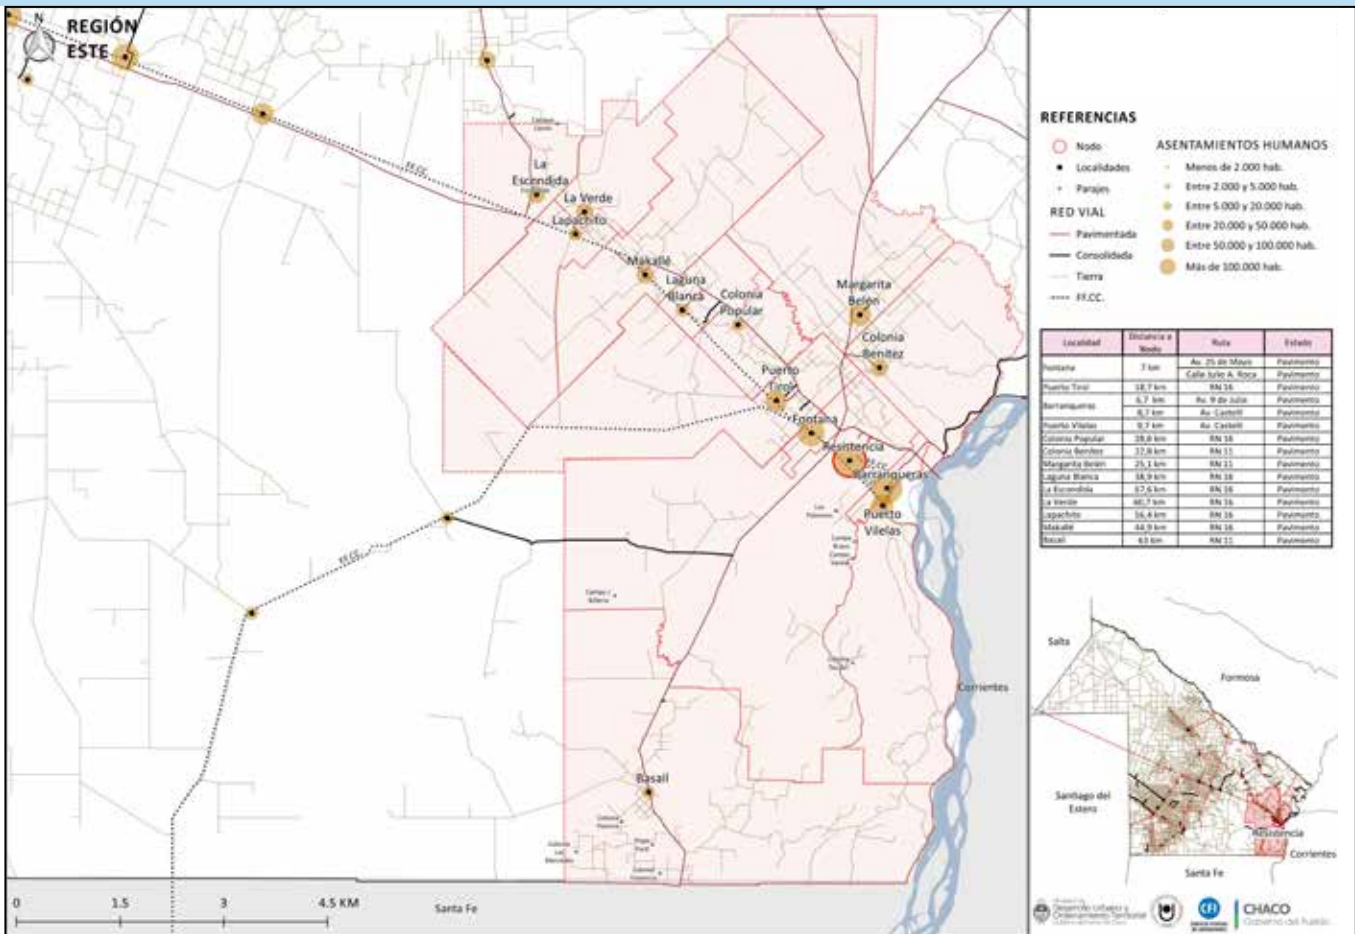 REGIÓN
ESTE
N
FF.CC.
La
Escondida
La Verde
Lapachito
Makallé
Laguna
Blanca
Colonia
Popular
Margarita
Belén
Colonia
Benítez
Puerto
Tirol
Fontana
Resistencia
Barranqueras
Puerto
Vilelas
FF.CC.
Corrientes
Basail
Santa Fe
0 1.5 3 4.5 KM
REFERENCIAS
Nodo
Localidades
Parajes
RED VIAL
Pavimentada
Consolidada
Tierra
FF.CC.
ASENTAMIENTOS HUMANOS
Menos de 2.000 hab.
Entre 2.000 y 5.000 hab.
Entre 5.000 y 20.000 hab.
Entre 20.000 y 50.000 hab.
Entre 50.000 y 100.000 hab.
Más de 100.000 hab.
Localidad Distancia a Nodo Ruta Estado
Fontana 7 km Av. 25 de Mayo Pavimento
Calle Julio A. Roca Pavimento
Puerto Tirol 18,7 km RN 16 Pavimento
Barranqueras 6,7 km Av. 9 de Julio Pavimento
8,7 km Av. Castelli Pavimento
Puerto Vilelas 9,7 km Av. Castelli Pavimento
Colonia Popular RN 16 Pavimento
Colonia Benítez RN 11 Pavimento
Margarita Belén 25,1 km RN 11 Pavimento
Laguna Blanca 38,9 km RN 16 Pavimento
La Escondida RN 16 Pavimento
La Verde 60,7 km RN 16 Pavimento
Lapachito 56,4 km RN 16 Pavimento
Makallé 44,9 km RN 16 Pavimento
Basail 63 km RN 11 Pavimento
Salta
Formosa
Santiago del
Estero
Resistencia
Corrientes
Santa Fe
Desarrollo Urbano y
Ordenamiento Territorial
CFI
CHACO
Gobierno del Pueblo